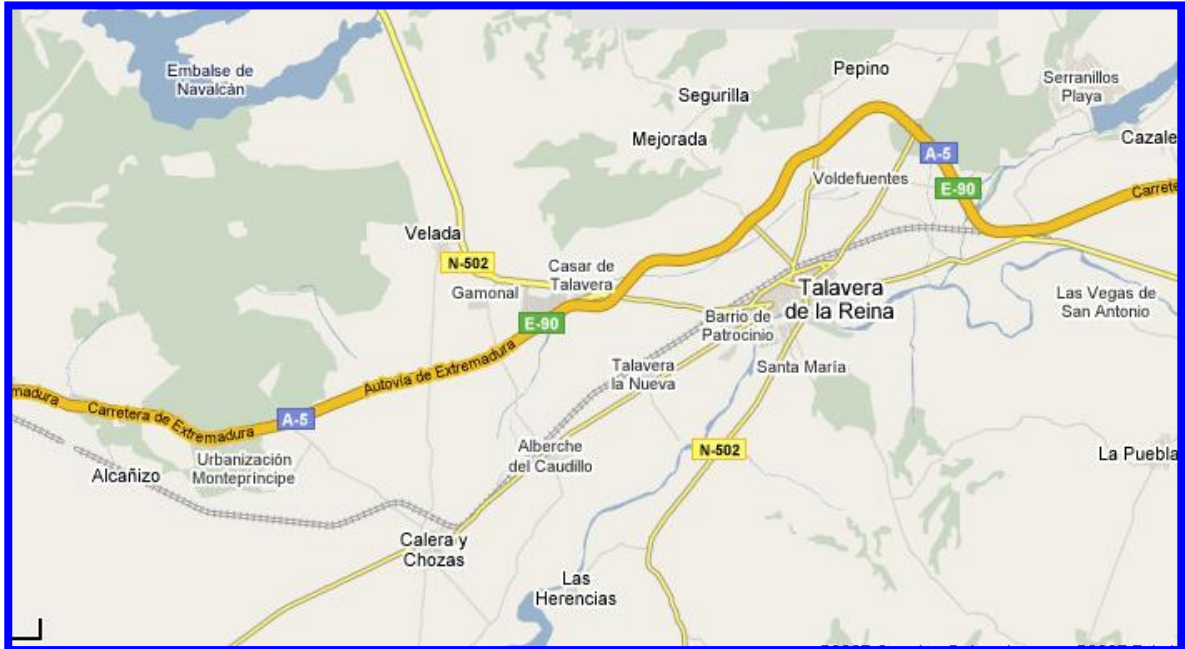 Embalse de
Navalcán
Pepino
Segurilla
Serranillos
Playa
Mejorada
Cazale
A-5
Voldefuentes
E-90
Carrete
Velada
N-502
Casar de
Talavera
Gamonal
Talavera
de la Reina
Las Vegas de
San Antonio
E-90
Barrio de
Patrocinio
Autovía de Extremadura
Talavera
la Nueva
Santa María
madura
Carretera de Extremadura
A-5
Alberche
del Caudillo
N-502
La Puebla
Urbanización
Monteprincipe
Alcañizo
Calera y
Chozas
Las
Herencias